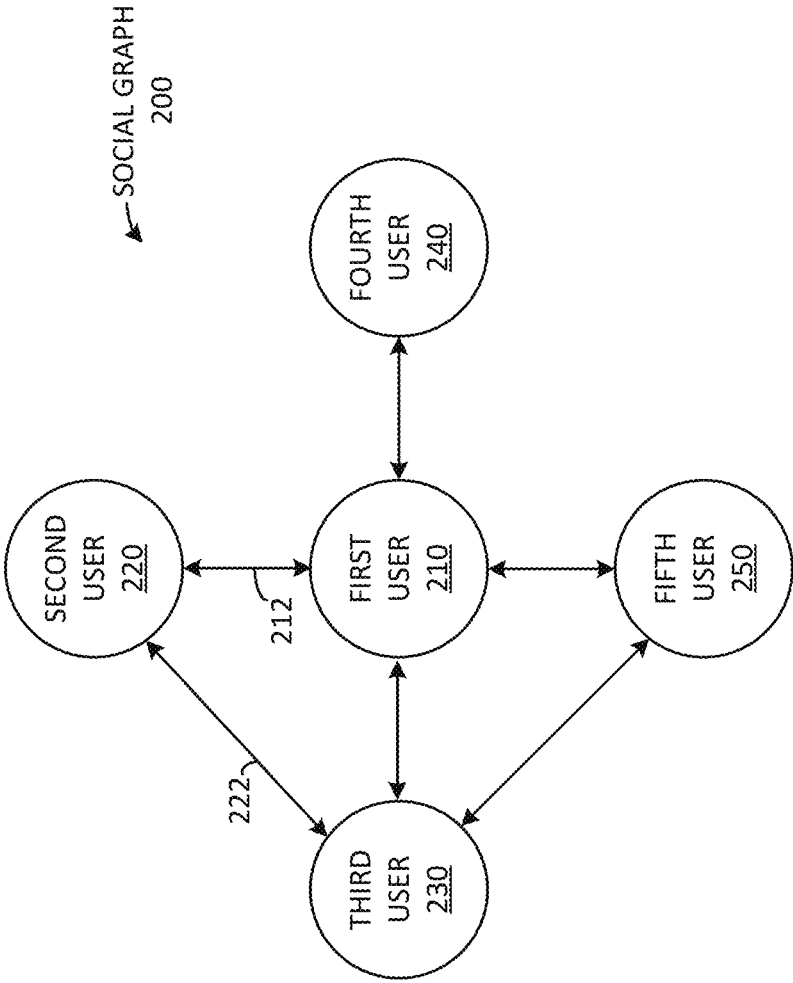 SOCIAL GRAPH
200
SECOND
USER
220
222
212
THIRD
USER
230
FIRST
USER
210
FOURTH
USER
240
FIFTH
USER
250